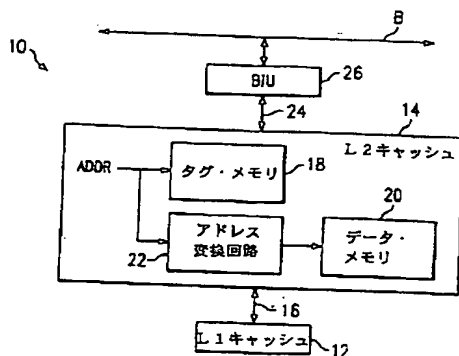 B
10
BIU
26
24
14
L2キャッシュ
ADDR
タグ・メモリ
18
20
アドレス
変換回路
22
データ・
メモリ
16
L1キャッシュ
12